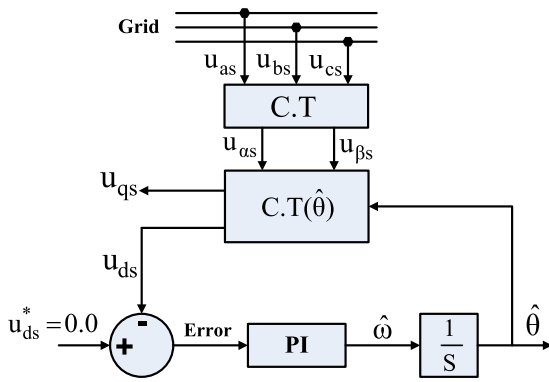 Grid
u_as u_bs u_cs
C.T
u_αs u_βs
u_qs
C.T(θ̂)
u_ds
u*_ds = 0.0
-
+
Error
PI
ω̂
1/S
θ̂